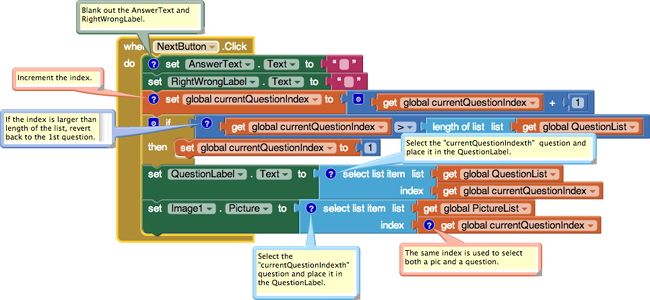 Blank out the AnswerText and
RightWrongLabel.
when NextButton .Click
do ? set AnswerText . Text to " "
set RightWrongLabel . Text to " "
Increment the index.
? set global currentQuestionIndex to get global currentQuestionIndex + 1
If the index is larger than
length of the list, revert
back to the 1st question.
if ? get global currentQuestionIndex > length of list list get global QuestionList
then set global currentQuestionIndex to 1
Select the "currentQuestionIndexth" question and
place it in the QuestionLabel.
set QuestionLabel . Text to ? select list item list get global QuestionList
index get global currentQuestionIndex
set Image1 . Picture to ? select list item list get global PictureList
index ? get global currentQuestionIndex
Select the
"currentQuestionIndexth"
question and place it in
the QuestionLabel.
The same index is used to select
both a pic and a question.